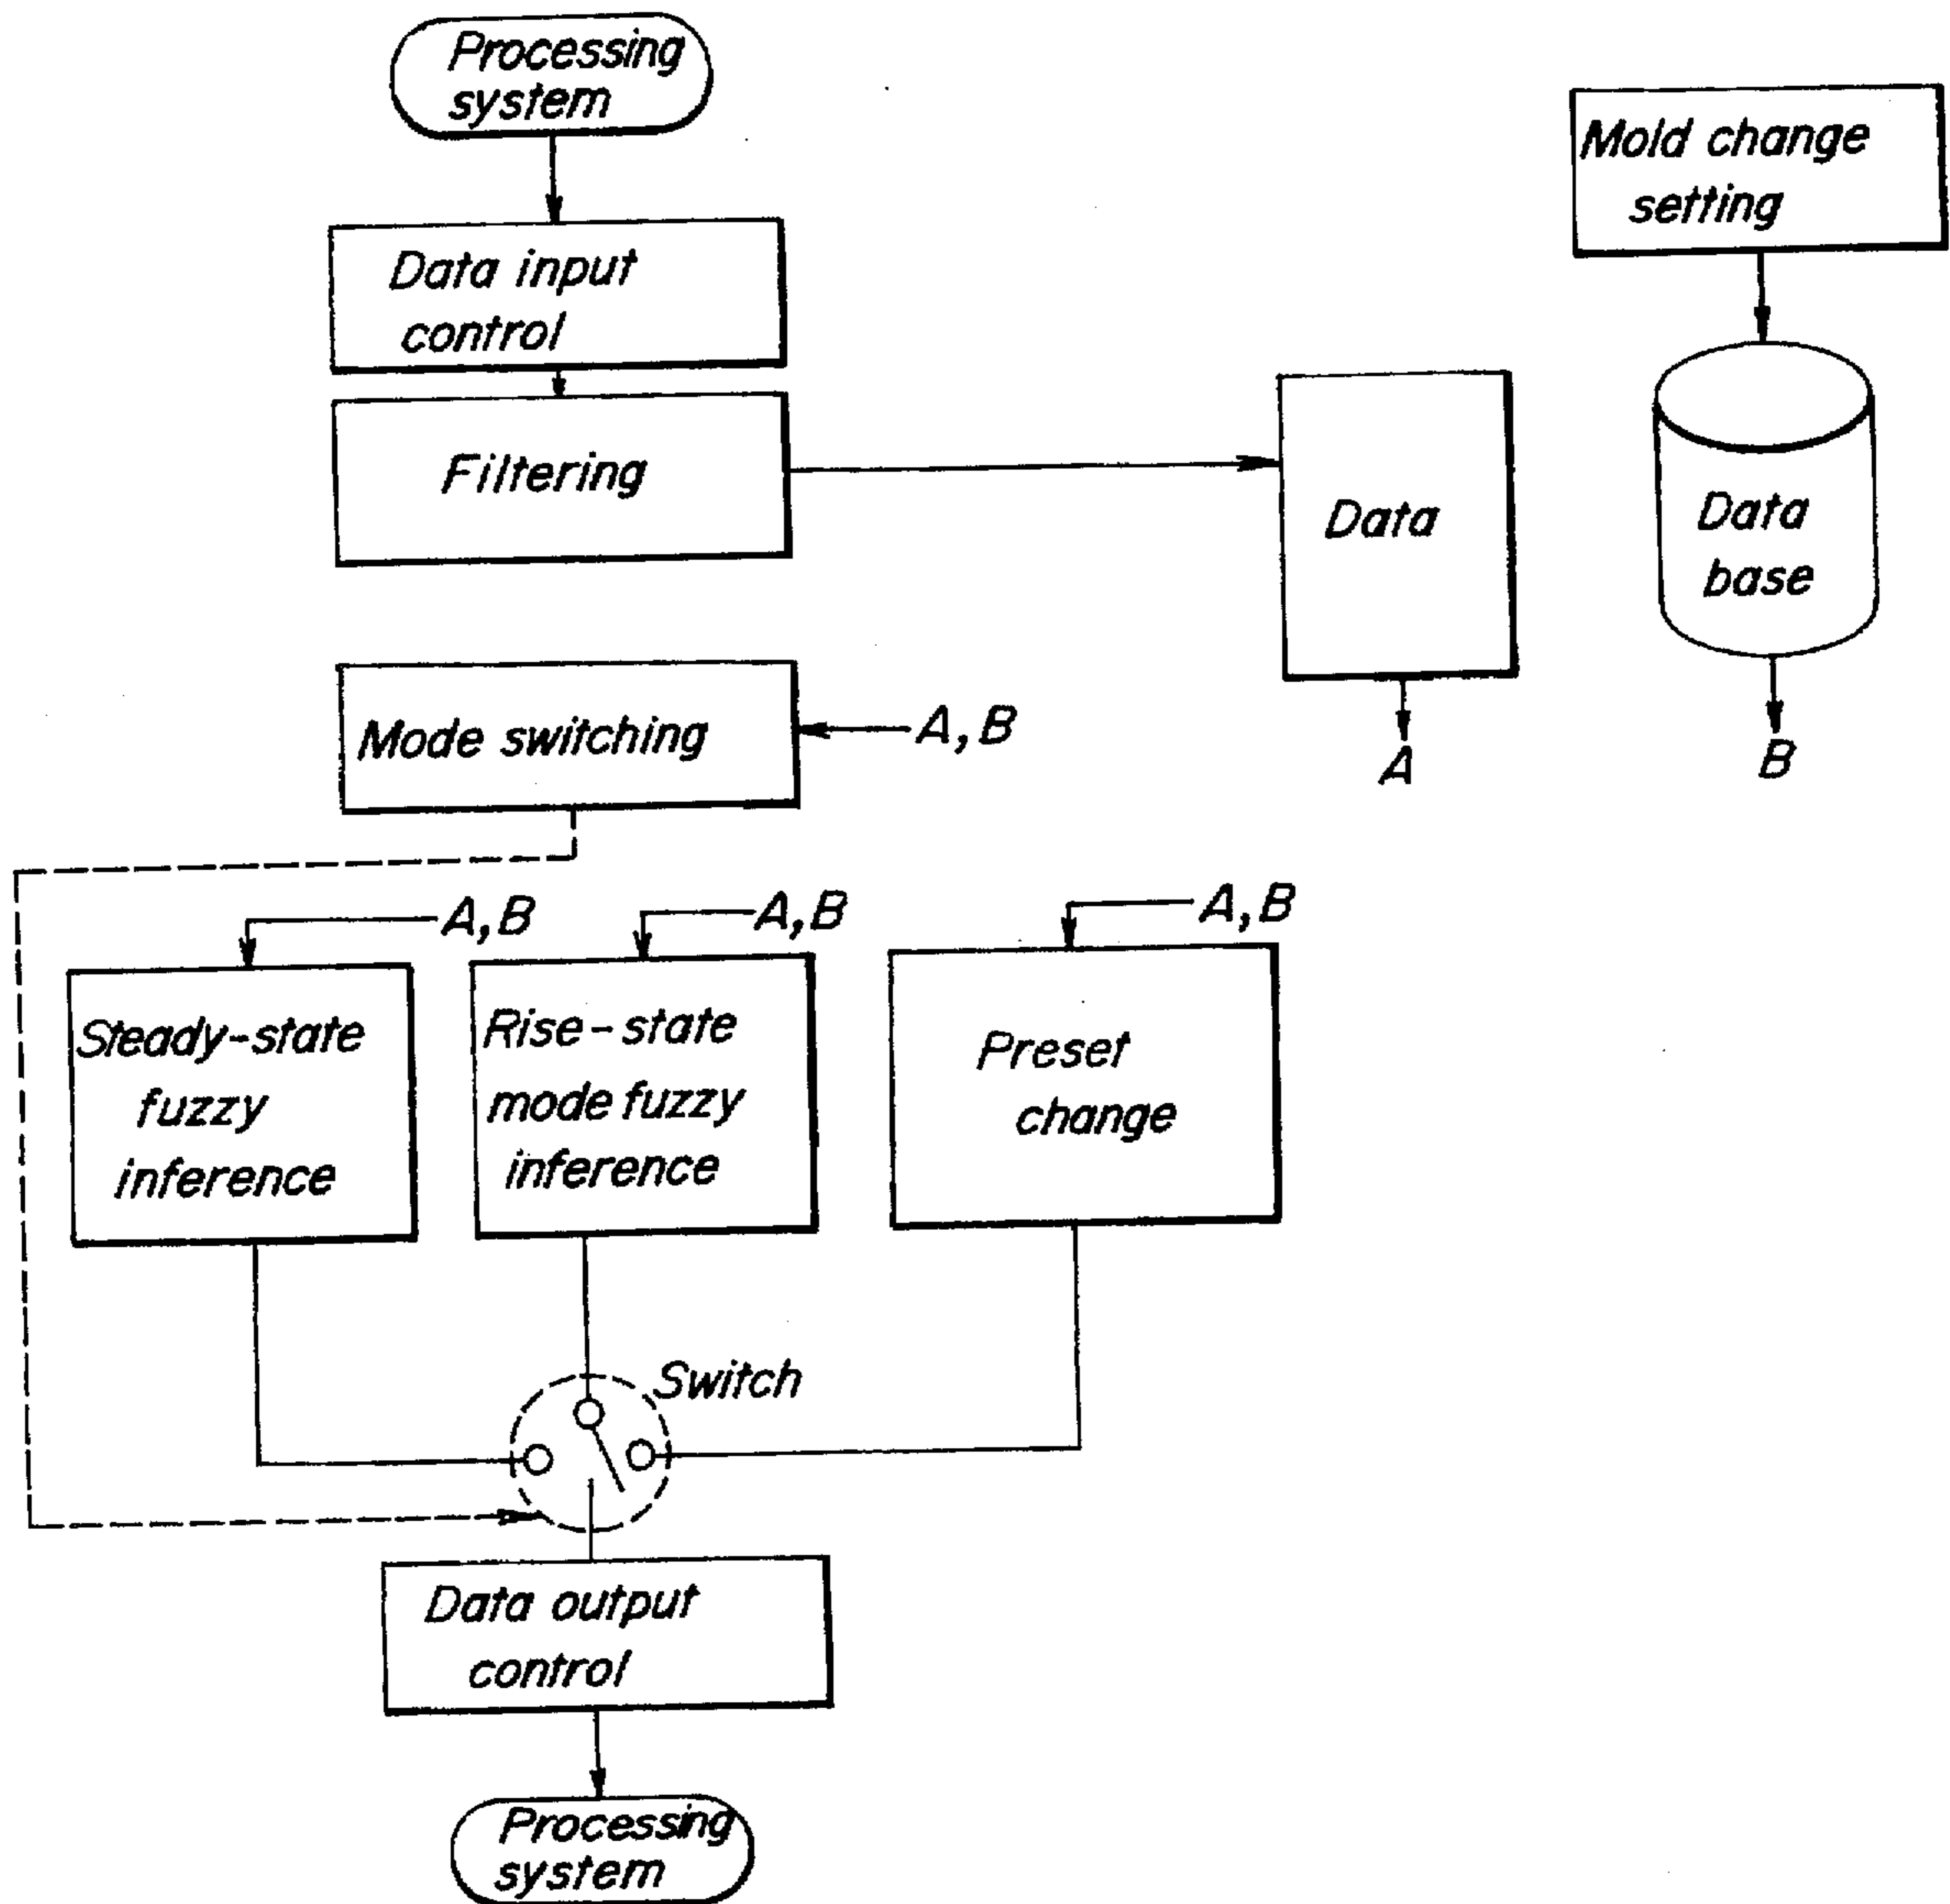 Processing
system
Data input
control
Filtering
Mold change
setting
Data
Data
base
A
B
Mode switching
A, B
A, B
A, B
A, B
Steady-state
fuzzy
inference
Rise-state
mode fuzzy
inference
Preset
change
Switch
Data output
control
Processing
system